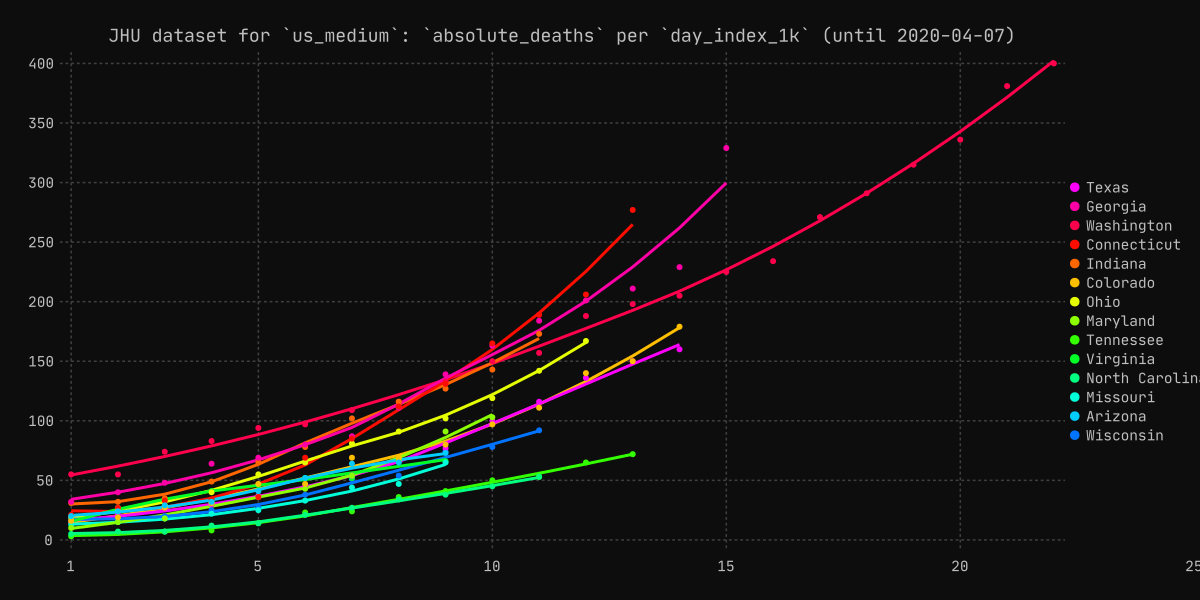 JHU dataset for `us_medium`: `absolute_deaths` per `day_index_1k` (until 2020-04-07)
400
350
300
250
200
150
100
50
0
1 5 10 15 20 25
Texas
Georgia
Washington
Connecticut
Indiana
Colorado
Ohio
Maryland
Tennessee
Virginia
North Carolina
Missouri
Arizona
Wisconsin